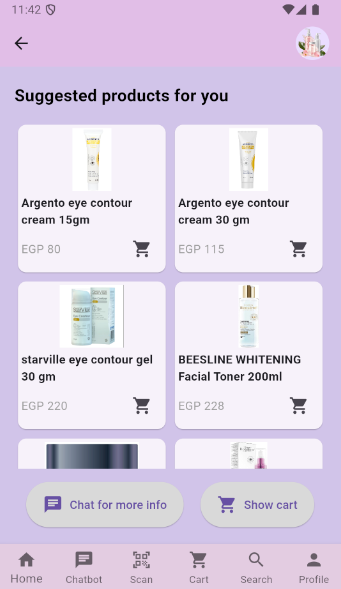 11:42
Suggested products for you
Argento eye contour
cream 15gm
EGP 80
Argento eye contour
cream 30 gm
EGP 115
starville eye contour gel
30 gm
EGP 220
BEESLINE WHITENING
Facial Toner 200ml
EGP 228
Chat for more info
Show cart
Home
Chatbot
Scan
Cart
Search
Profile